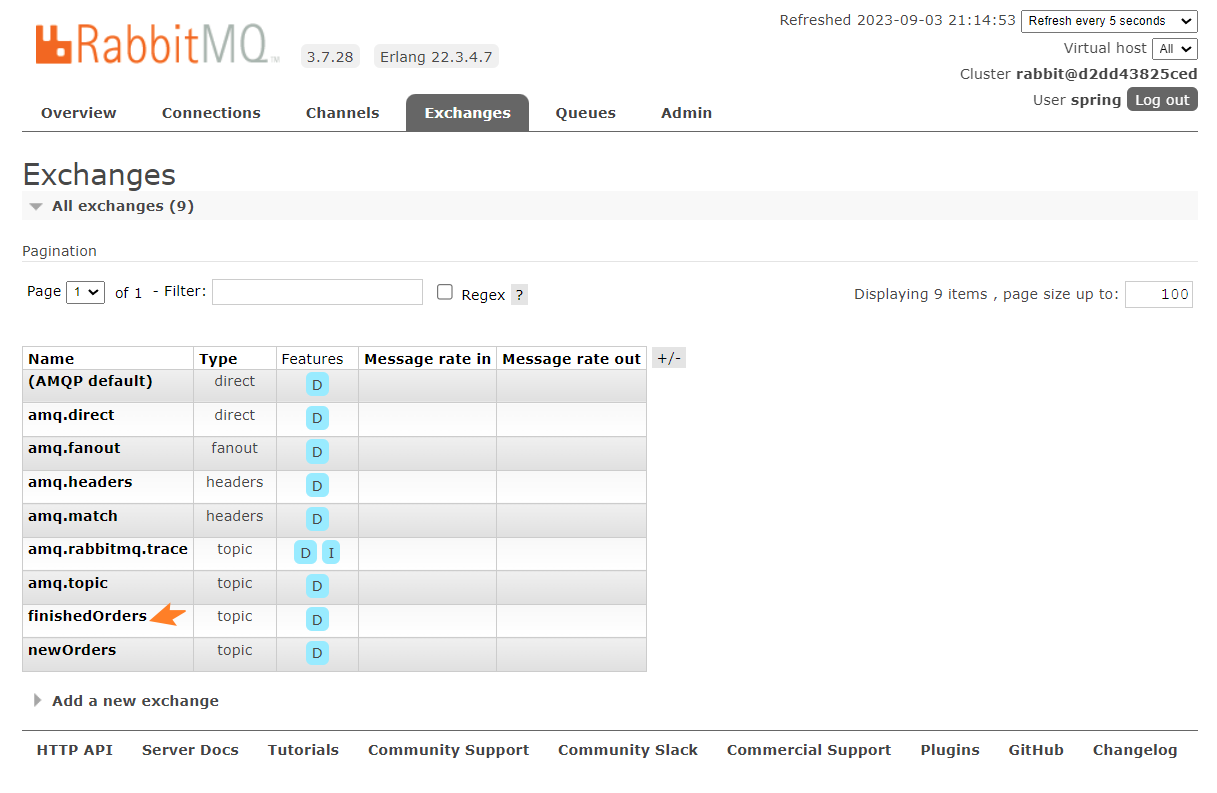 Refreshed 2023-09-03 21:14:53 Refresh every 5 seconds
RabbitMQ TM 3.7.28 Erlang 22.3.4.7
Virtual host All
Cluster rabbit@d2dd43825ced
User spring Log out
Overview Connections Channels Exchanges Queues Admin
Exchanges
All exchanges (9)
Pagination
Page 1 of 1 - Filter: Regex ? Displaying 9 items , page size up to: 100
Name Type Features Message rate in Message rate out +/-
(AMQP default) direct D
amq.direct direct D
amq.fanout fanout D
amq.headers headers D
amq.match headers D
amq.rabbitmq.trace topic D I
amq.topic topic D
finishedOrders topic D
newOrders topic D
Add a new exchange
HTTP API Server Docs Tutorials Community Support Community Slack Commercial Support Plugins GitHub Changelog